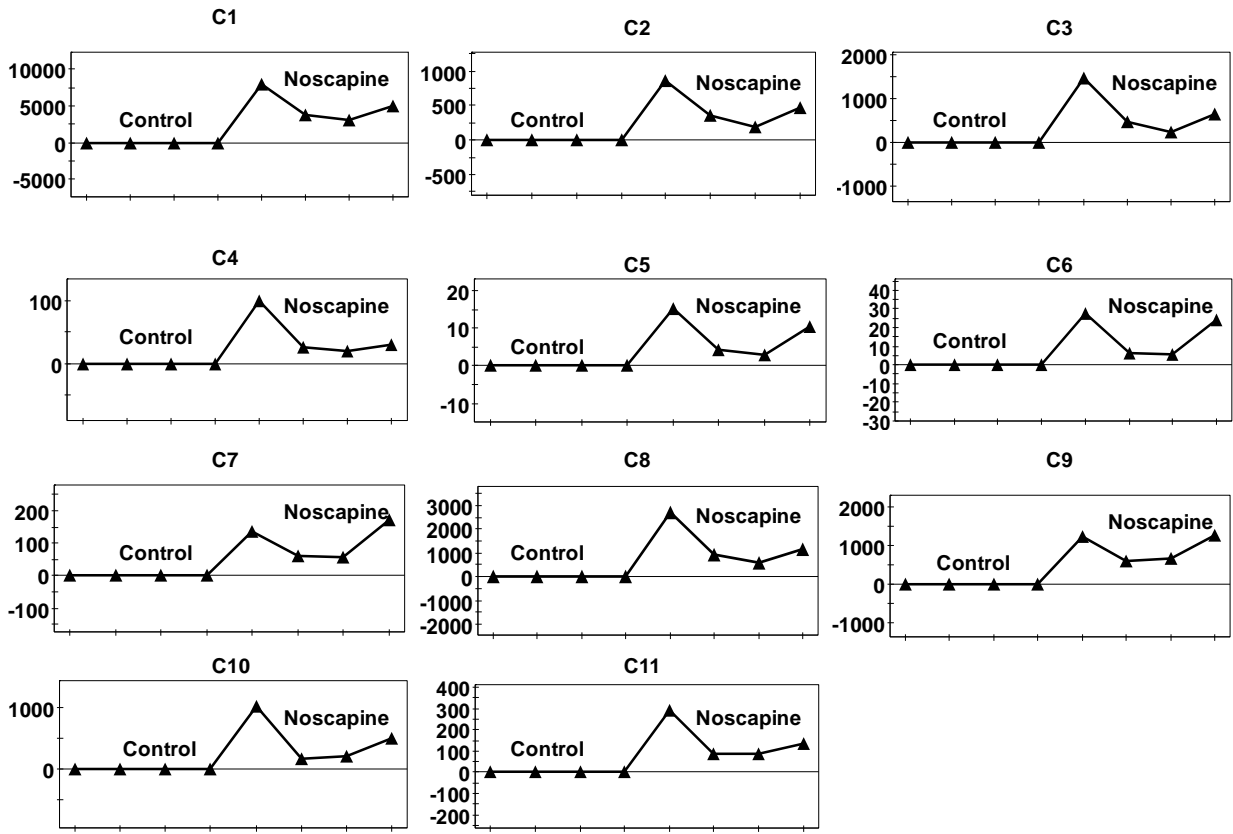 C1
10000
5000
0
-5000
Control
Noscapine
C2
1000
500
0
-500
Control
Noscapine
C3
2000
1000
0
-1000
Control
Noscapine
C4
100
0
Control
Noscapine
C5
20
10
0
-10
Control
Noscapine
C6
40
30
20
10
0
-10
-20
-30
Control
Noscapine
C7
200
100
0
-100
Control
Noscapine
C8
3000
2000
1000
0
-1000
-2000
Control
Noscapine
C9
2000
1000
0
-1000
Control
Noscapine
C10
1000
0
Control
Noscapine
C11
400
300
200
100
0
-100
-200
Control
Noscapine